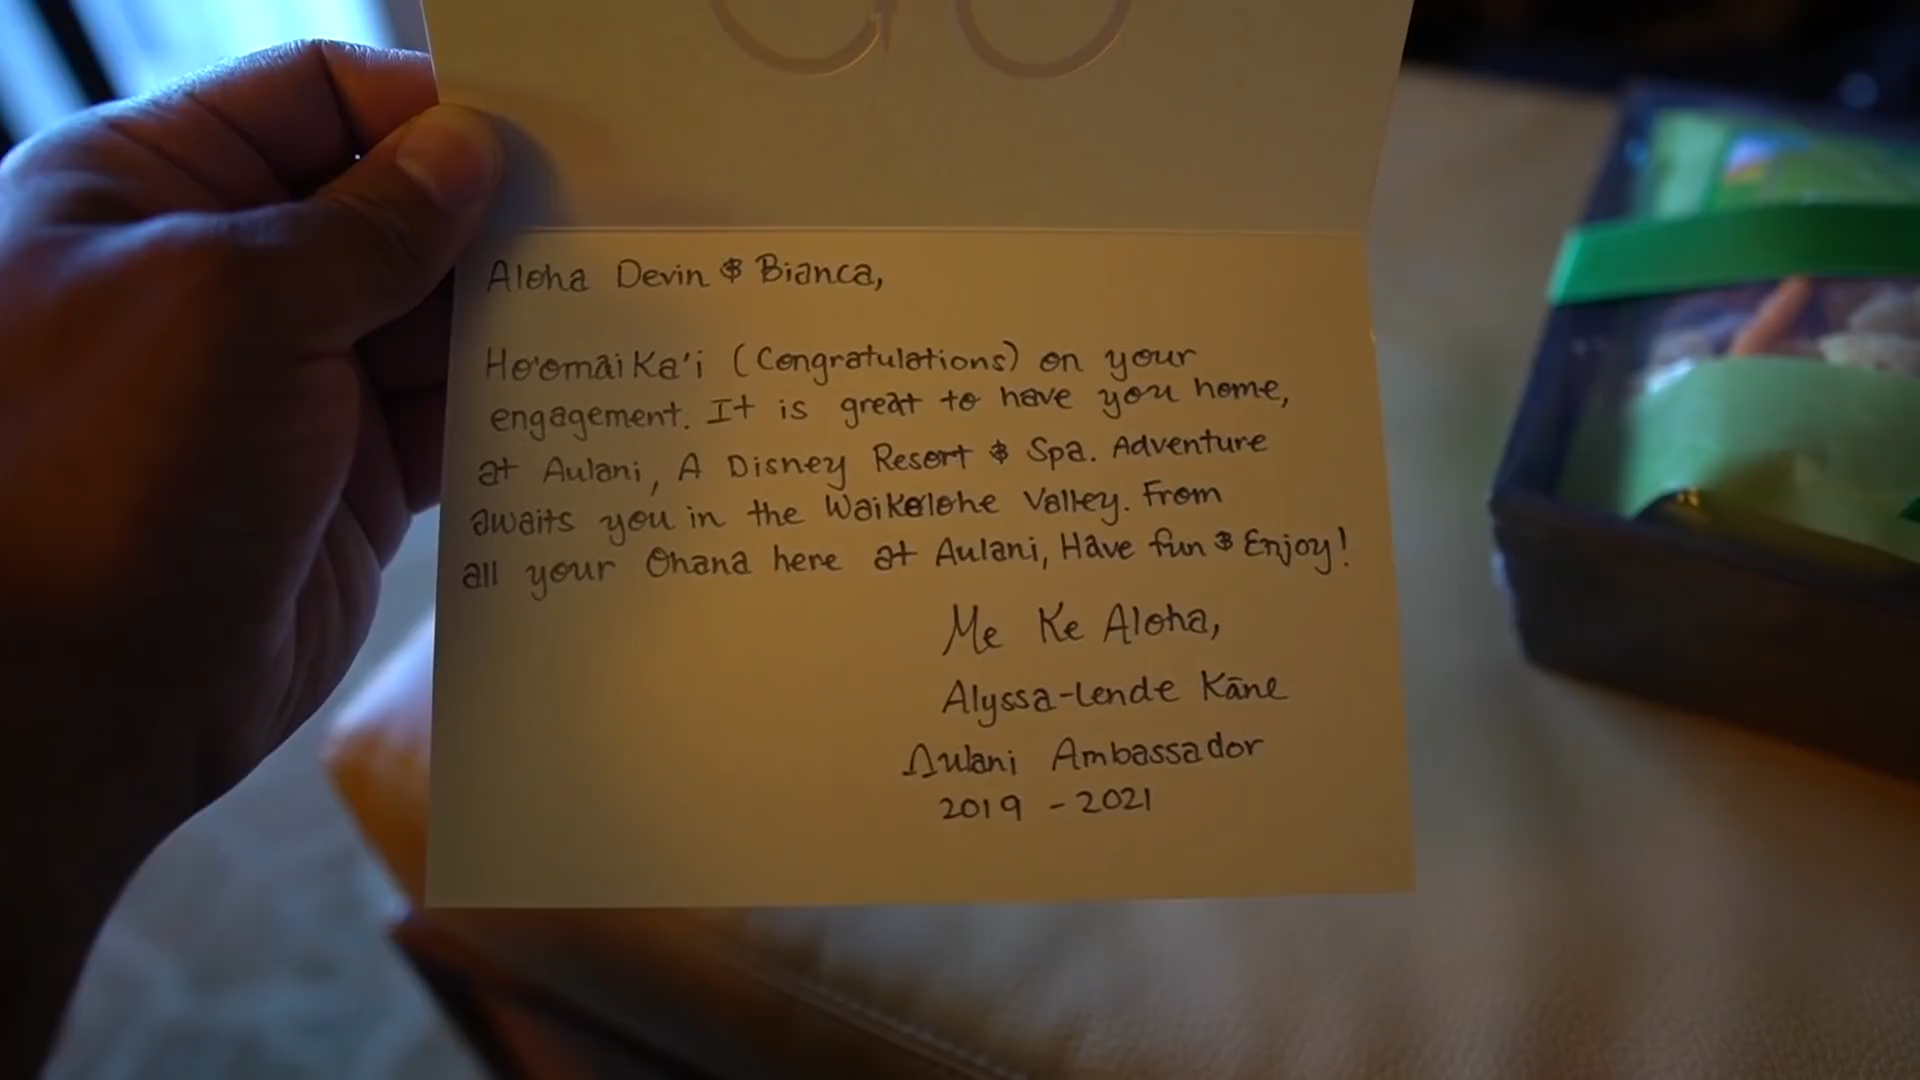 Aloha Devin & Bianca,
Ho'omāiKa'i (Congratulations) on your
engagement. It is great to have you home,
at Aulani, A Disney Resort & Spa. Adventure
awaits you in the Waikolohe Valley. From
all your Ohana here at Aulani, Have fun & Enjoy!
Me Ke Aloha,
Alyssa-Lende Kāne
Aulani Ambassador
2019 - 2021